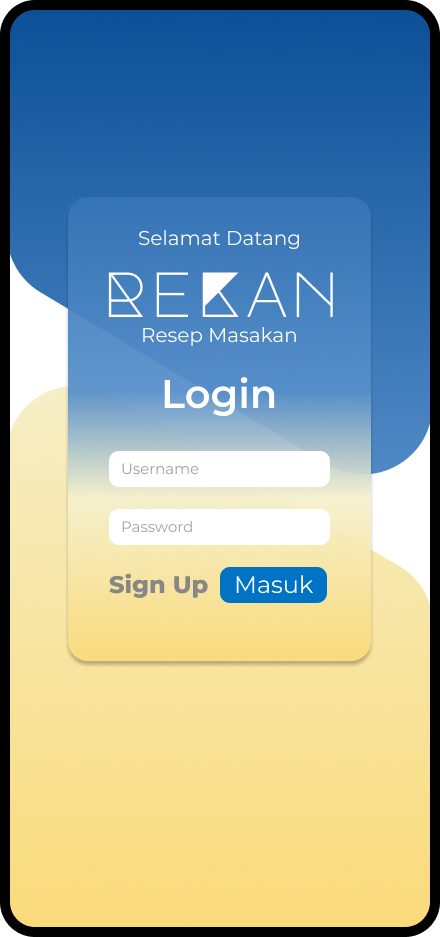 Selamat Datang
REKAN
Resep Masakan
Login
Username
Password
Sign Up Masuk